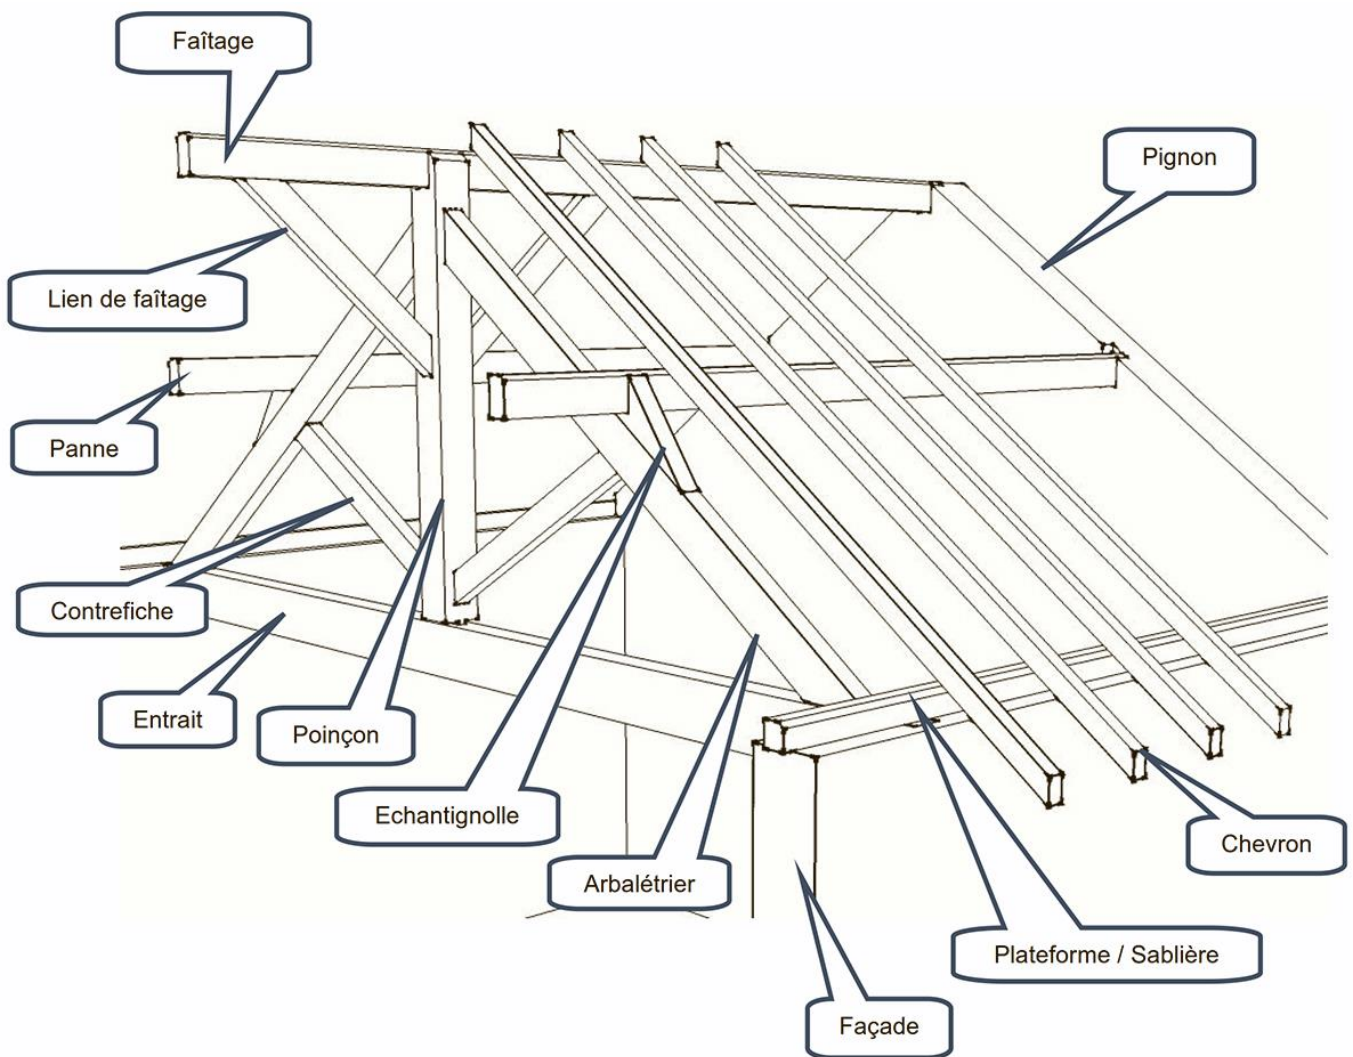 Faîtage
Pignon
Lien de faîtage
Panne
Contrefiche
Entrait
Poinçon
Echantignolle
Arbalétrier
Chevron
Plateforme / Sablière
Façade